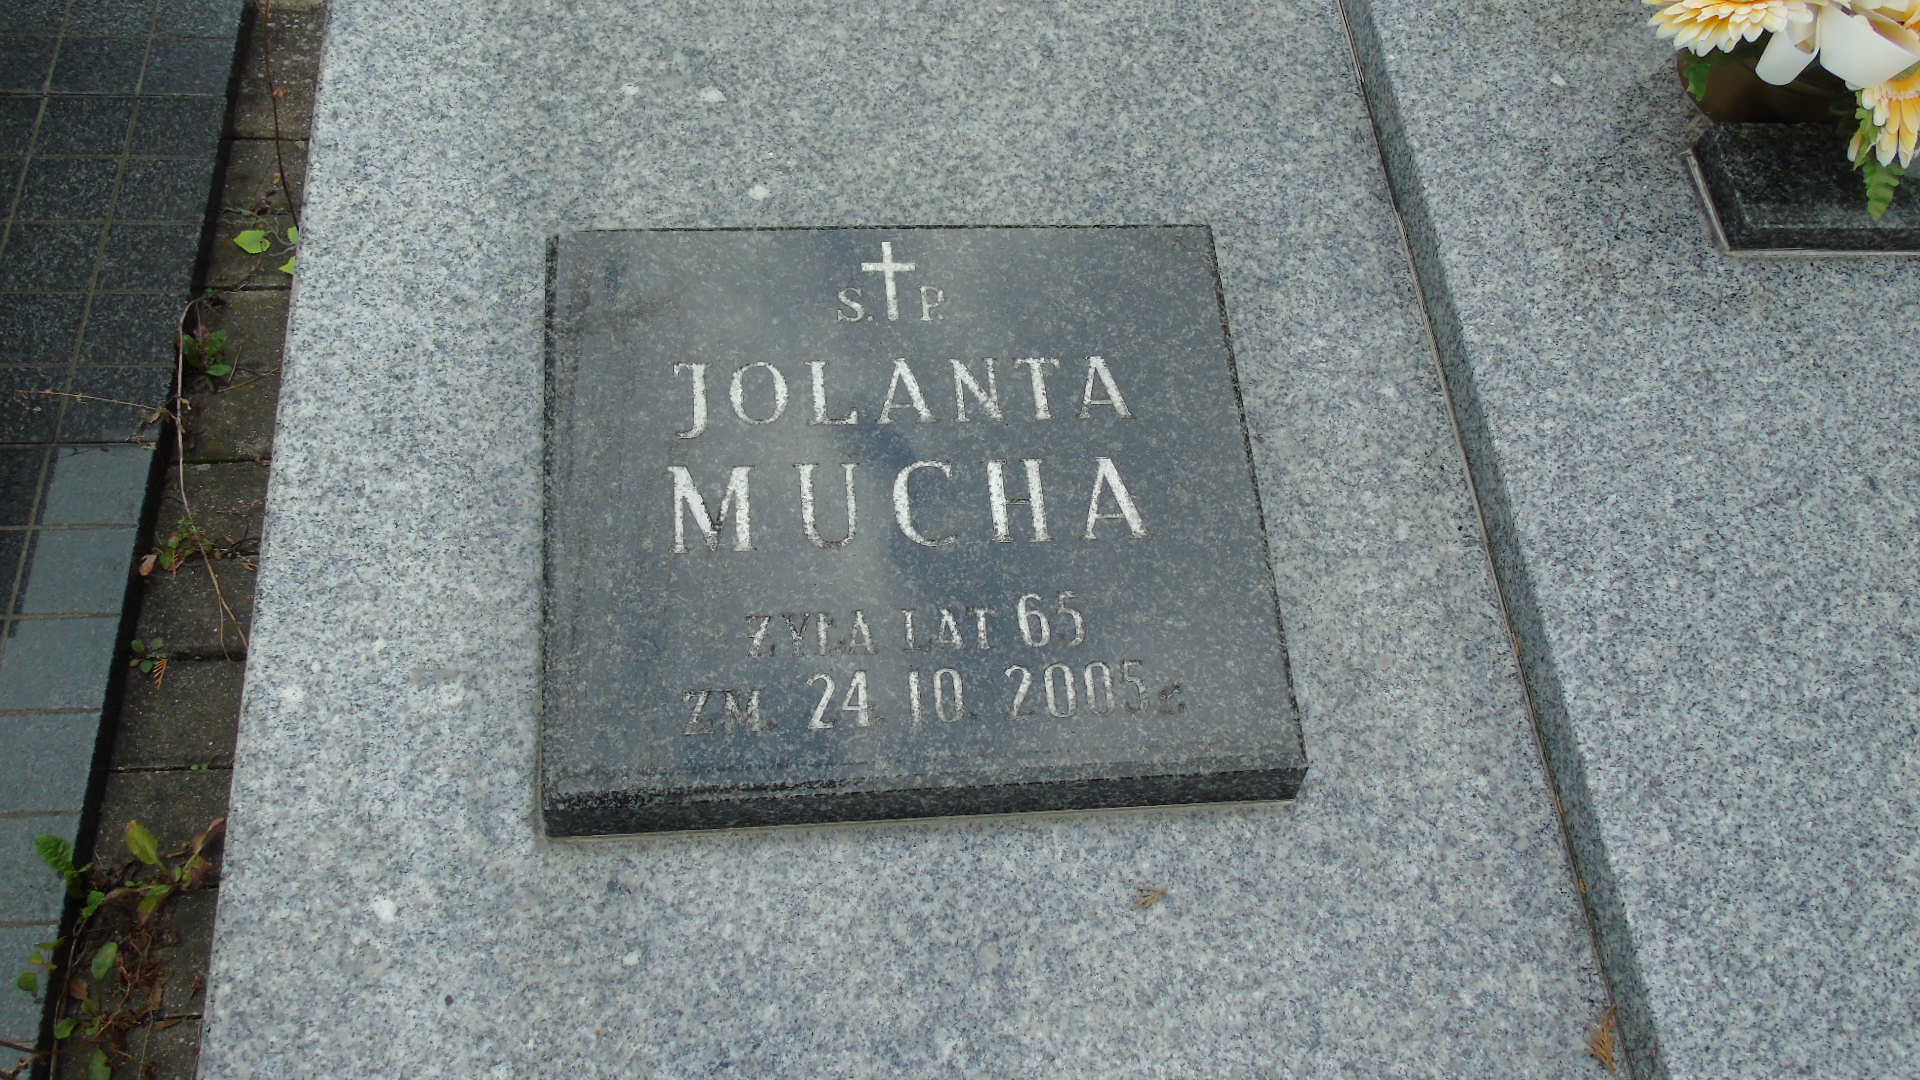 S. P.
JOLANTA
MUCHA
ŻYŁA LAT 65
ZM. 24. 10. 2005 r.